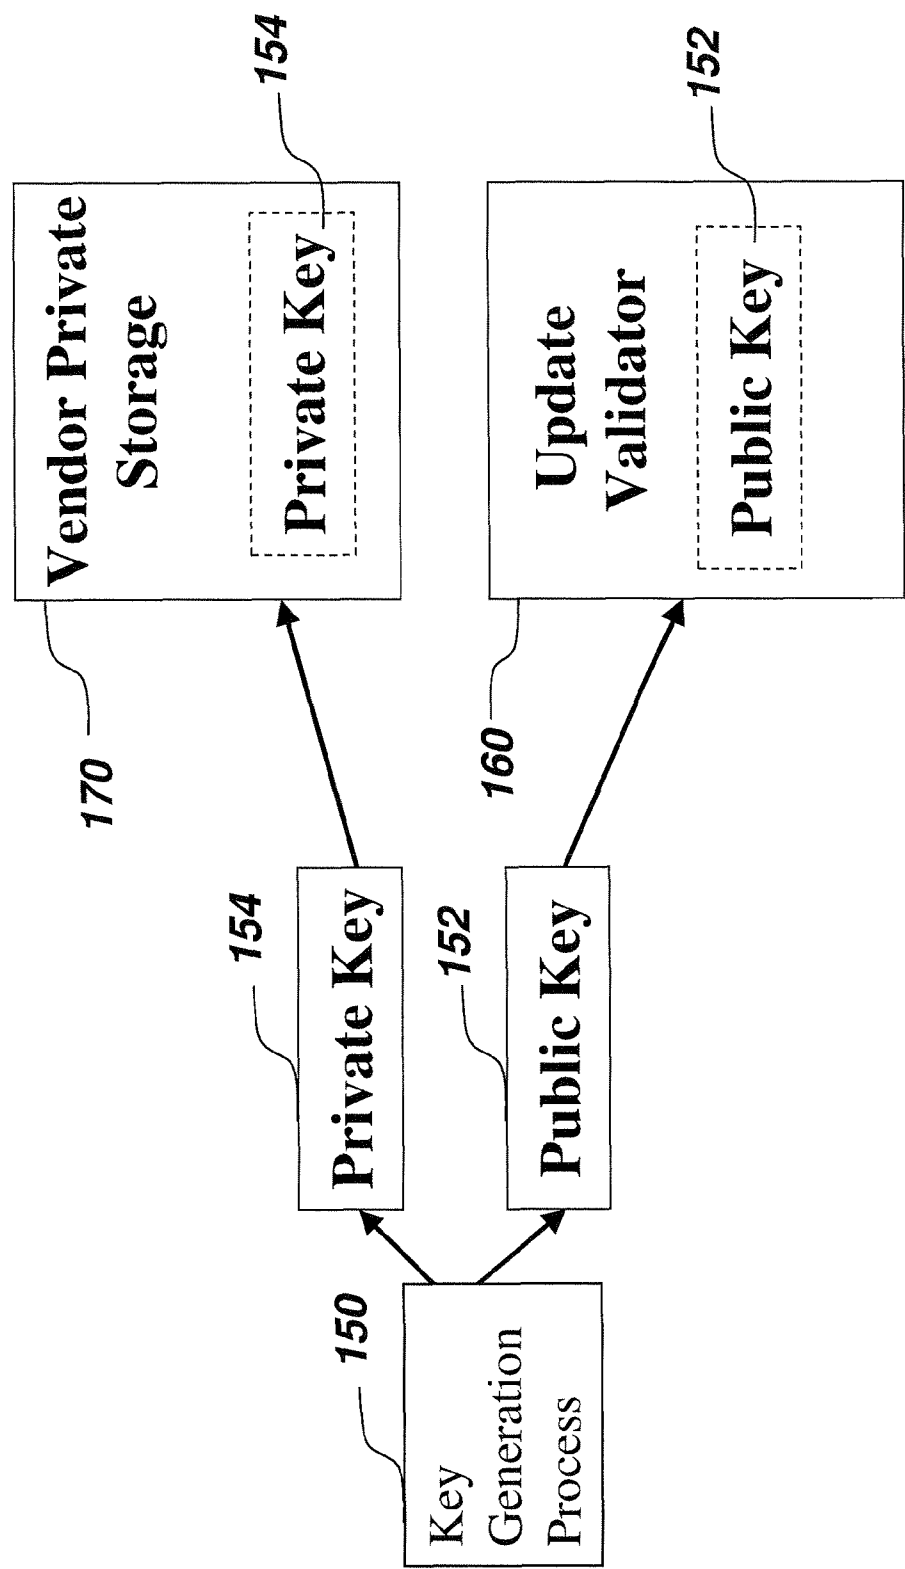 150
Key
Generation
Process
154
Private Key
152
Public Key
170
Vendor Private
Storage
154
Private Key
160
Update
Validator
152
Public Key